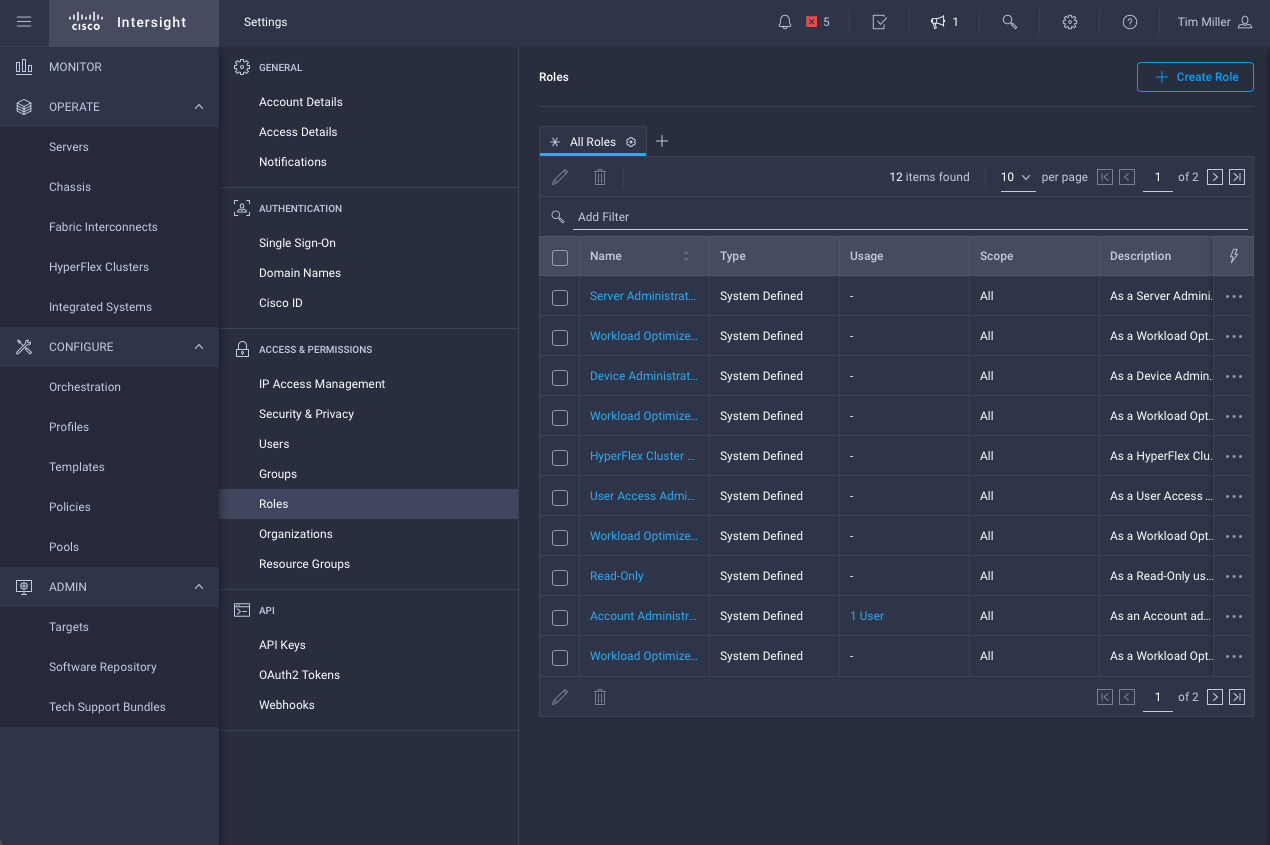 cisco Intersight
Settings
5
1
Tim Miller
MONITOR
OPERATE
Servers
Chassis
Fabric Interconnects
HyperFlex Clusters
Integrated Systems
CONFIGURE
Orchestration
Profiles
Templates
Policies
Pools
ADMIN
Targets
Software Repository
Tech Support Bundles
GENERAL
Account Details
Access Details
Notifications
AUTHENTICATION
Single Sign-On
Domain Names
Cisco ID
ACCESS & PERMISSIONS
IP Access Management
Security & Privacy
Users
Groups
Roles
Organizations
Resource Groups
API
API Keys
OAuth2 Tokens
Webhooks
Roles
Create Role
All Roles
12 items found 10 per page 1 of 2
Add Filter
Name Type Usage Scope Description
Server Administrat... System Defined - All As a Server Admini...
Workload Optimize... System Defined - All As a Workload Opt...
Device Administrat... System Defined - All As a Device Admin...
Workload Optimize... System Defined - All As a Workload Opt...
HyperFlex Cluster ... System Defined - All As a HyperFlex Clu...
User Access Admi... System Defined - All As a User Access ...
Workload Optimize... System Defined - All As a Workload Opt...
Read-Only System Defined - All As a Read-Only us...
Account Administr... System Defined 1 User All As an Account ad...
Workload Optimize... System Defined - All As a Workload Opt...
1 of 2